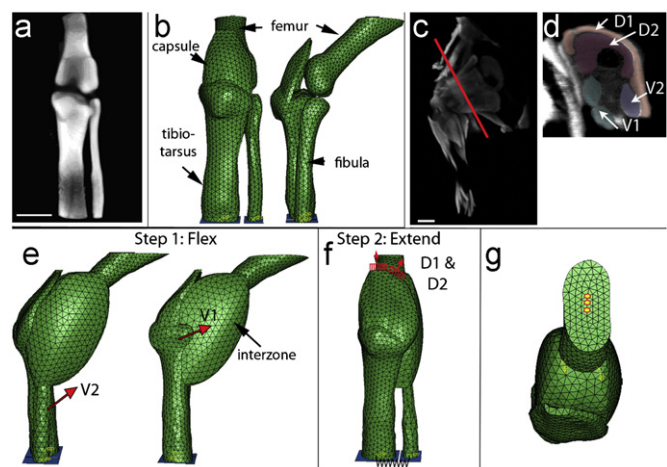 a
b
femur
capsule
tibio-
tarsus
fibula
c
d
D1
D2
V2
V1
Step 1: Flex
e
V1
interzone
V2
Step 2: Extend
f
D1 &
D2
g